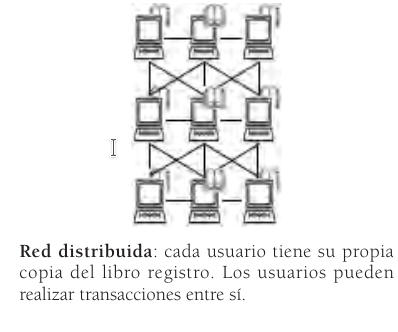 Red distribuida: cada usuario tiene su propia
copia del libro registro. Los usuarios pueden
realizar transacciones entre sí.